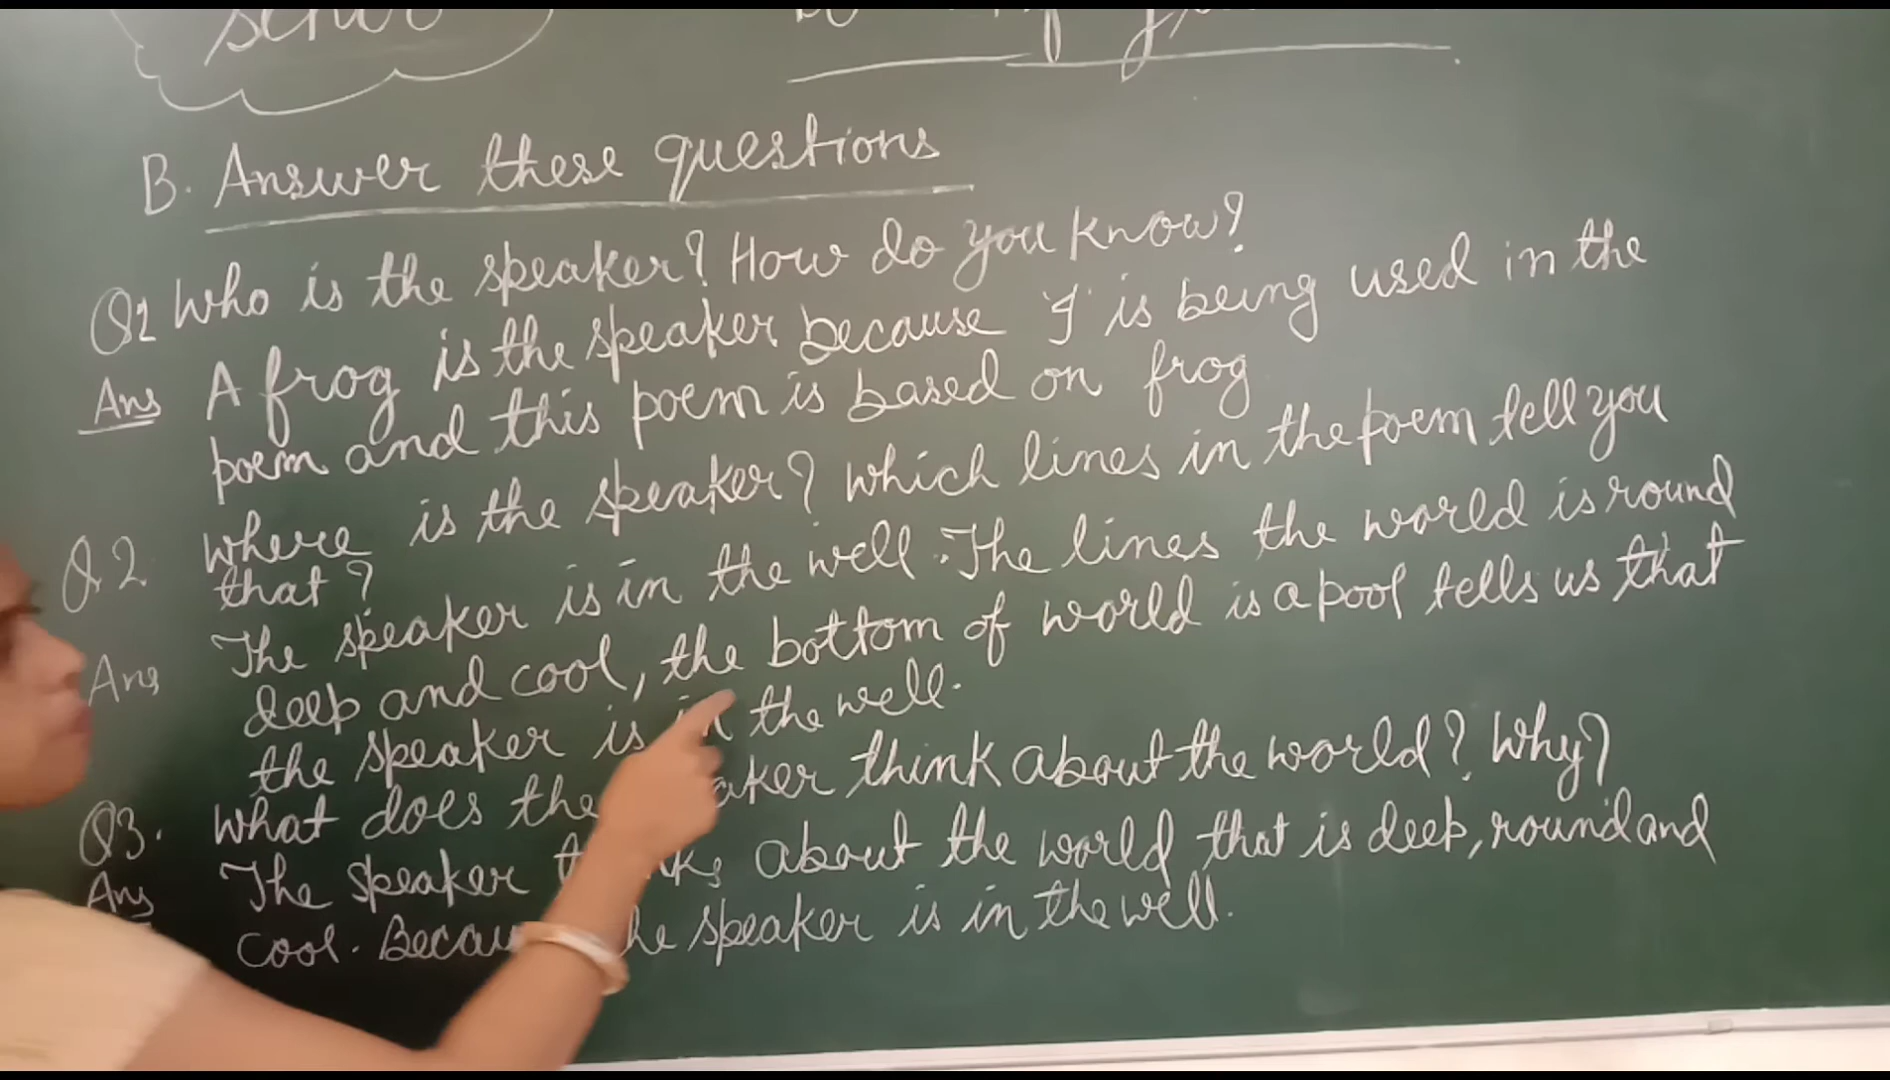 B. Answer these questions
Q1 Who is the speaker? How do you know?
Ans A frog is the speaker because 'I' is being used in the
poem and this poem is based on frog
Q2. where is the speaker? which lines in the poem tell you
that?
Ans The speaker is in the well. The lines the world is round
deep and cool, the bottom of world is a pool tells us that
the speaker is in the well.
Q3. What does the think about the world? Why?
Ans The speaker about the world that is deep, round and
cool. speaker is in the well.